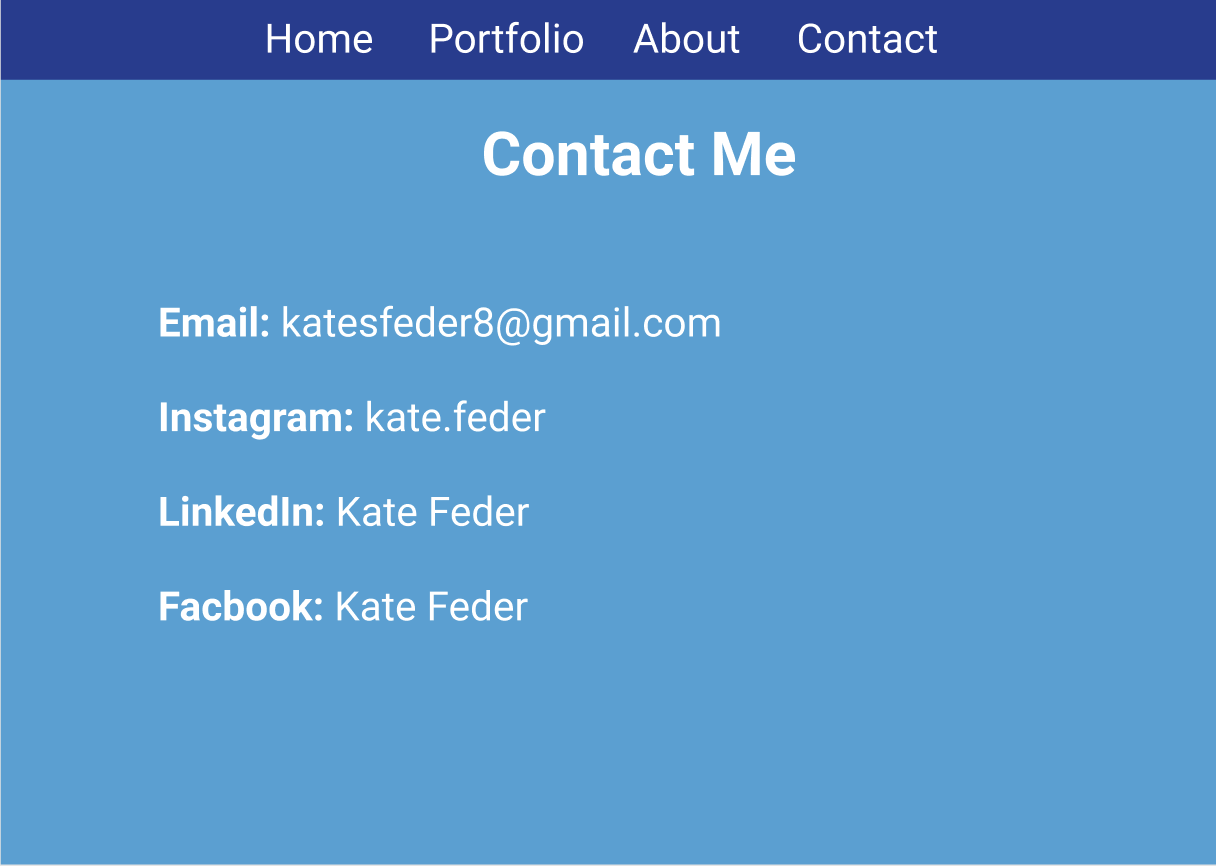 Home Portfolio About Contact
Contact Me
Email: katesfeder8@gmail.com
Instagram: kate.feder
LinkedIn: Kate Feder
Facbook: Kate Feder